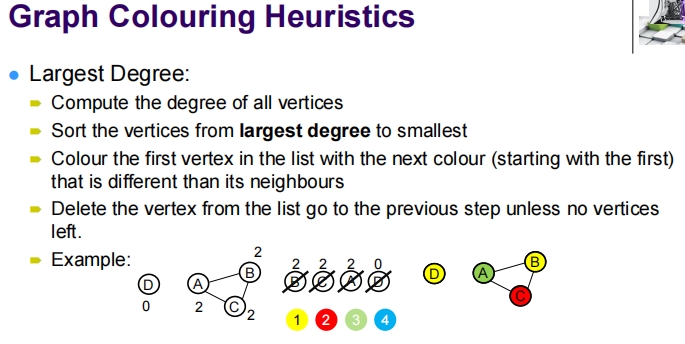 Graph Colouring Heuristics
Largest Degree:
Compute the degree of all vertices
Sort the vertices from largest degree to smallest
Colour the first vertex in the list with the next colour (starting with the first)
that is different than its neighbours
Delete the vertex from the list go to the previous step unless no vertices
left.
Example:
D
0
A
2
B
2
C
2
2 2 2 0
B C A D
1 2 3 4
D
A
B
C